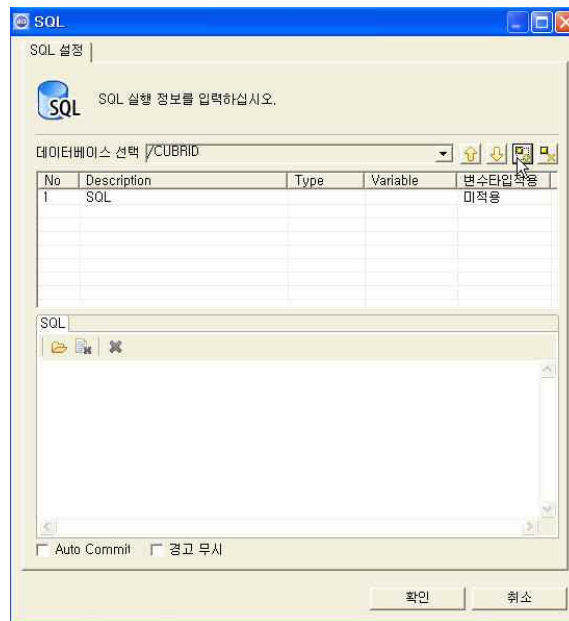 SQL
SQL 설정
SQL SQL 실행 정보를 입력하십시오.
데이터베이스 선택 /CUBRID
No Description Type Variable 변수타입적용
1 SQL 미적용
SQL
Auto Commit 경고 무시
확인 취소